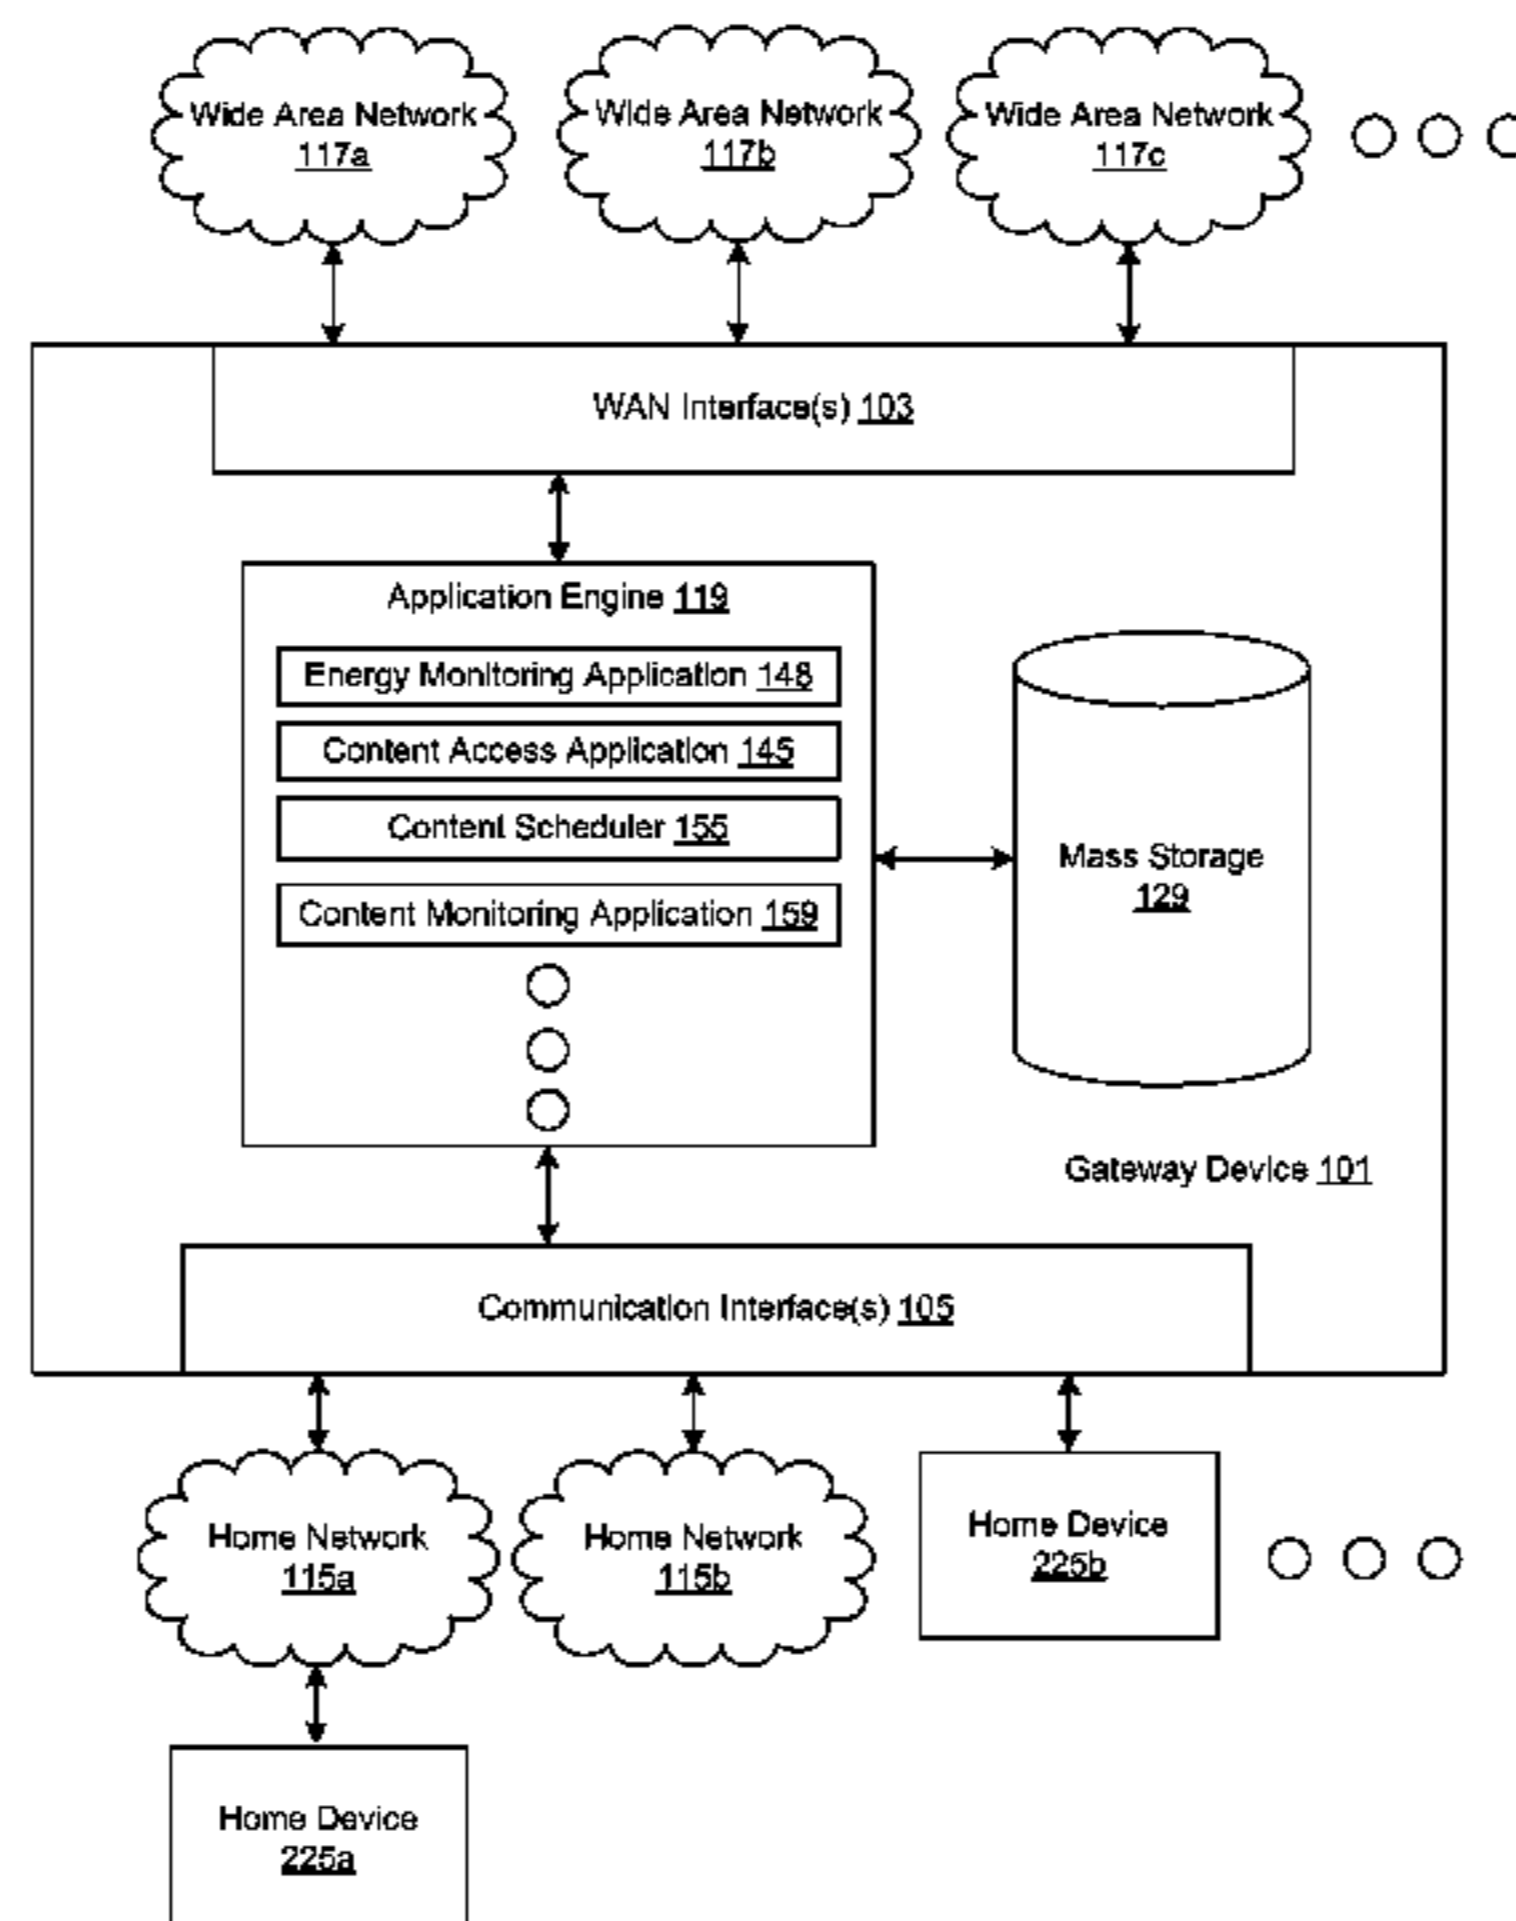 Wide Area Network
117a
Wide Area Network
117b
Wide Area Network
117c
WAN Interface(s) 103
Application Engine 119
Energy Monitoring Application 148
Content Access Application 145
Content Scheduler 155
Content Monitoring Application 159
Mass Storage
129
Gateway Device 101
Communication Interface(s) 105
Home Network
115a
Home Network
115b
Home Device
225b
Home Device
225a